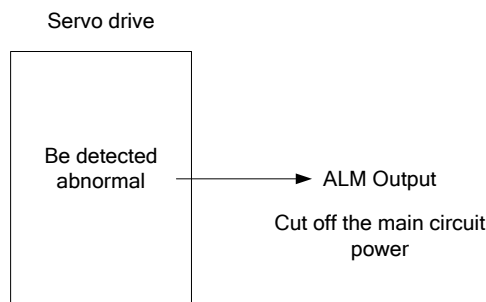 Servo drive
Be detected
abnormal
ALM Output
Cut off the main circuit
power